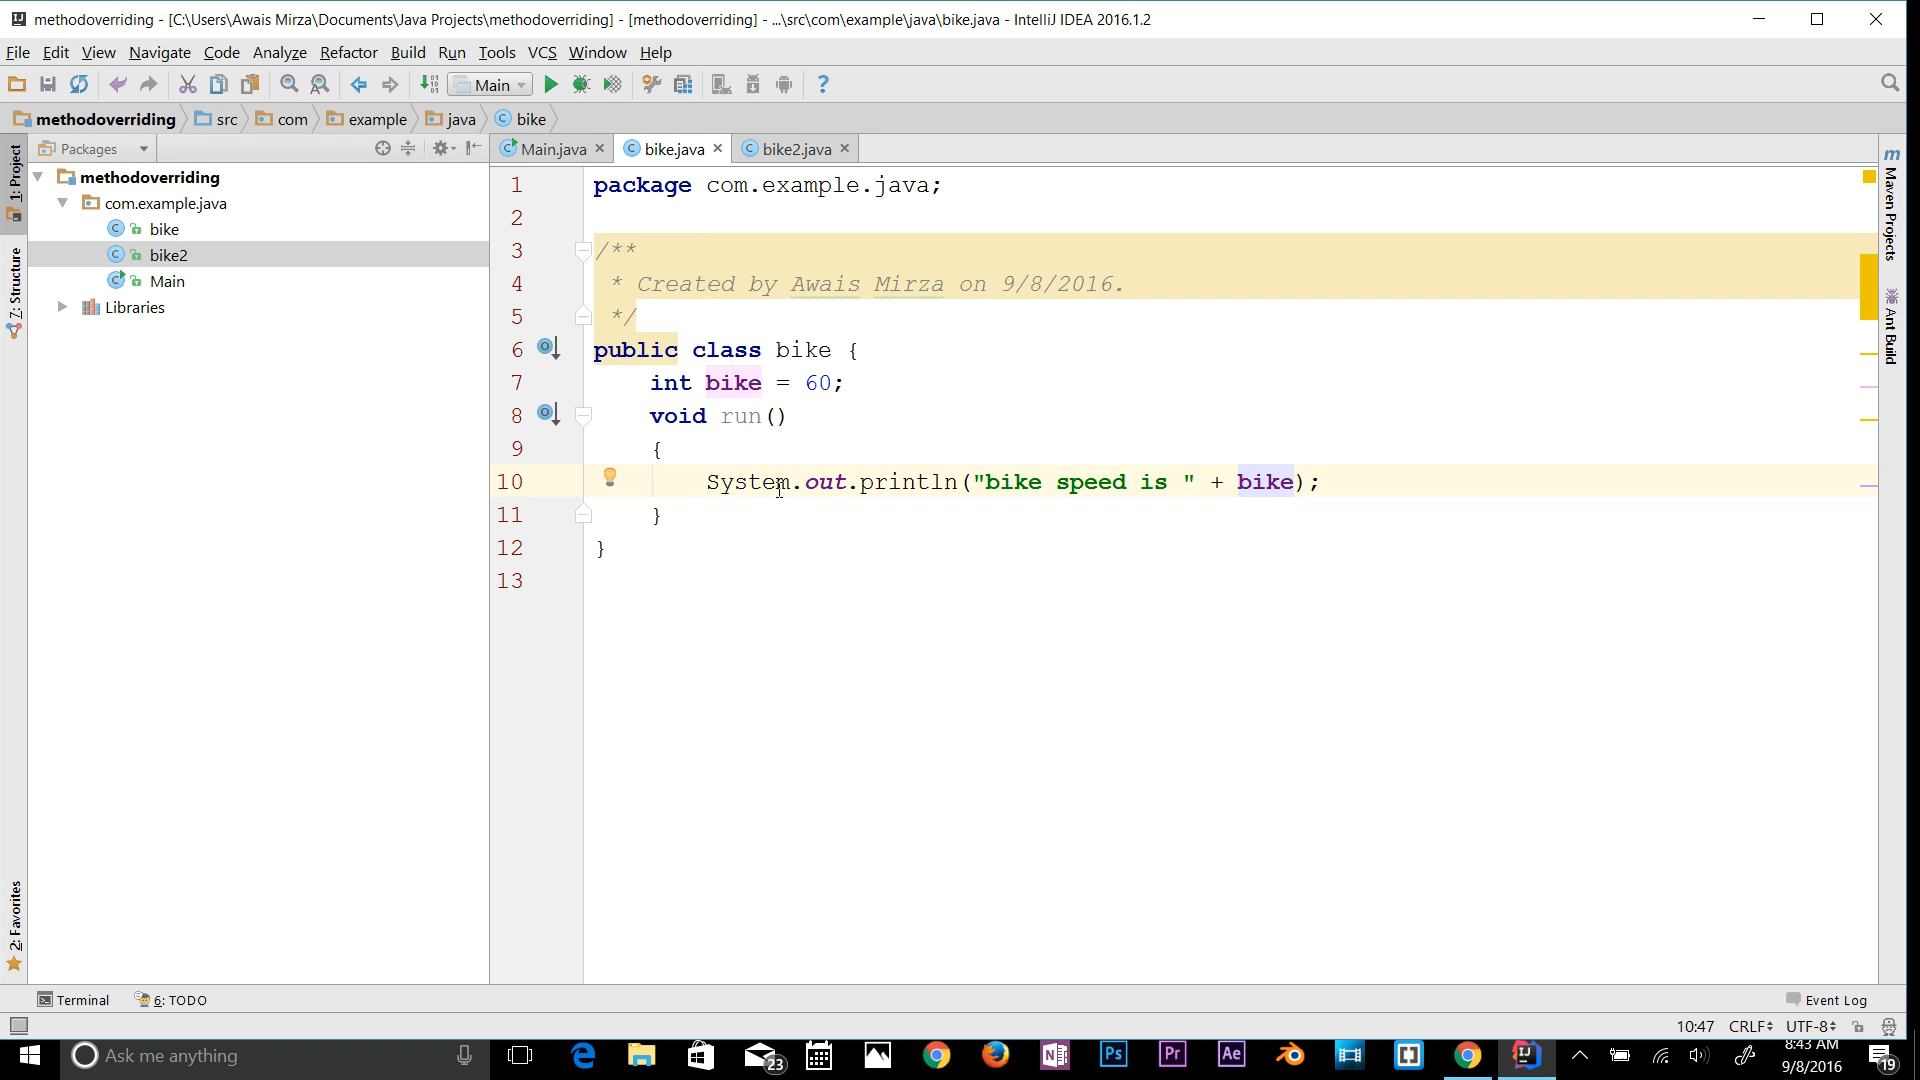 methodoverriding - [C:\Users\Awais Mirza\Documents\Java Projects\methodoverriding] - [methodoverriding] - ...\src\com\example\java\bike.java - IntelliJ IDEA 2016.1.2
File Edit View Navigate Code Analyze Refactor Build Run Tools VCS Window Help
Main
methodoverriding src com example java bike
Packages Main.java bike.java bike2.java
methodoverriding
com.example.java
bike
bike2
Main
Libraries
1: Project
7: Structure
2: Favorites
1 package com.example.java;
2
3 /**
4 * Created by Awais Mirza on 9/8/2016.
5 */
6 public class bike {
7 int bike = 60;
8 void run()
9 {
10 System.out.println("bike speed is " + bike);
11 }
12 }
13
Maven Projects
Ant Build
Terminal 6: TODO Event Log
10:47 CRLF UTF-8
Ask me anything
23
8:43 AM
9/8/2016
19